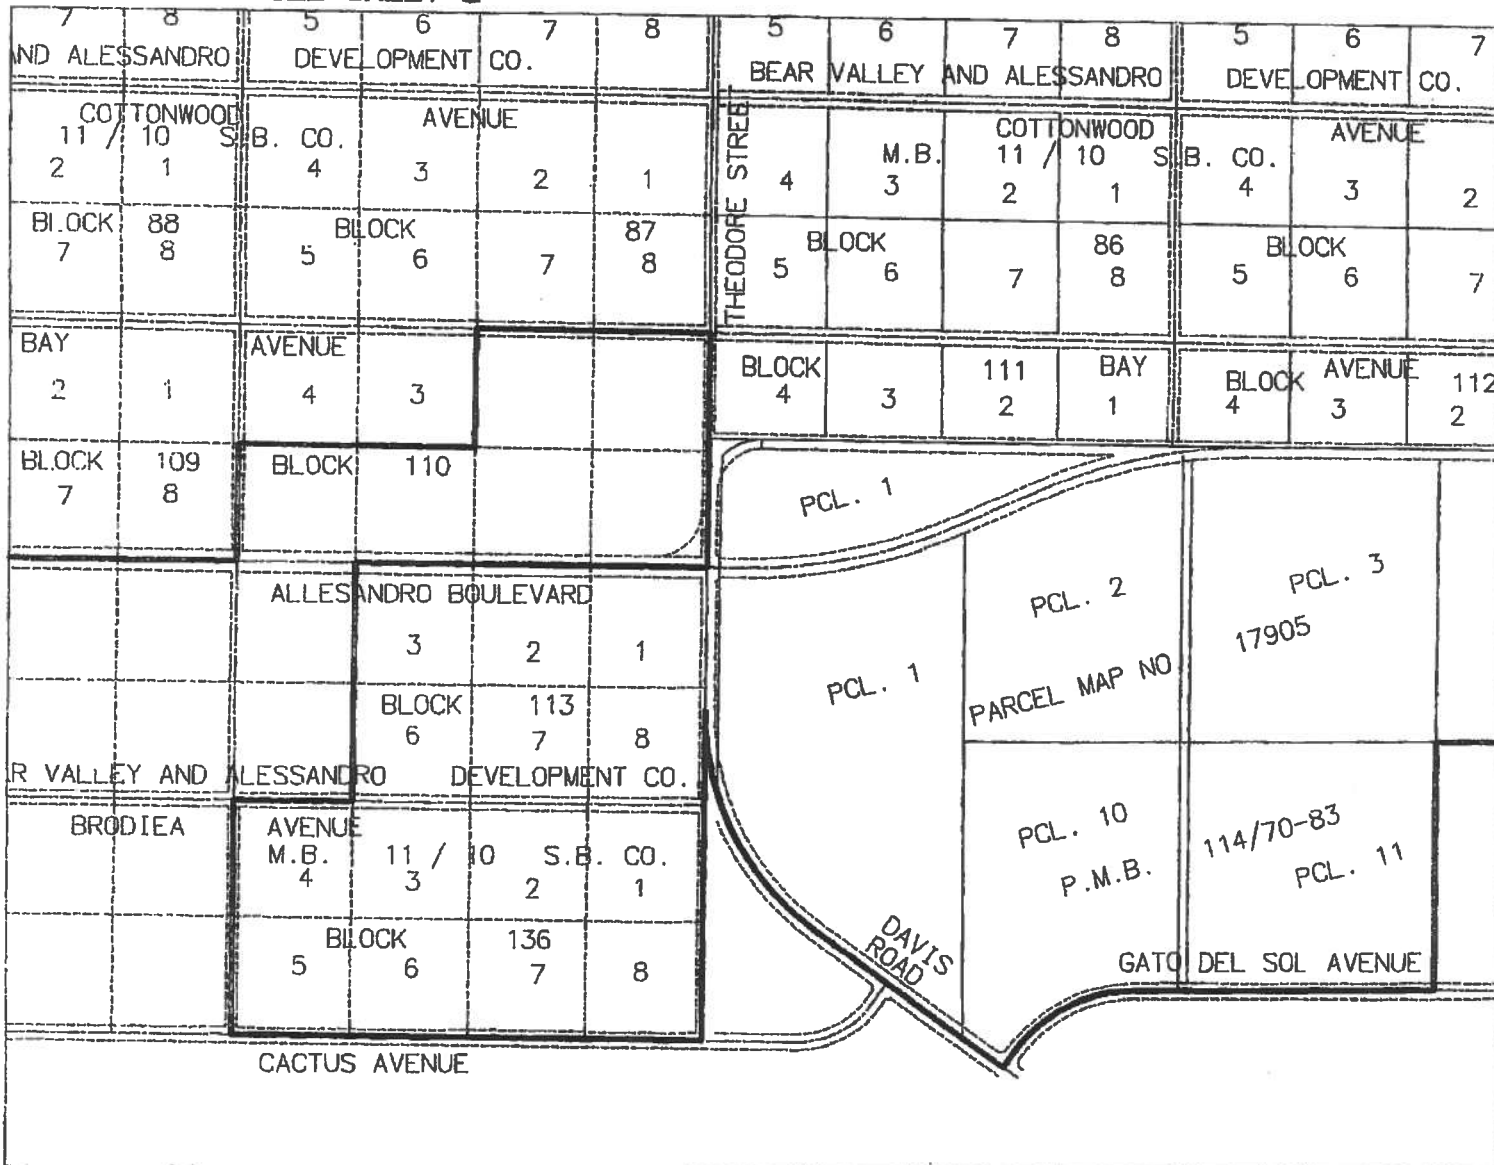 7 8 5 6 7 8 5 6 7 8 5 6 7
AND ALESSANDRO DEVELOPMENT CO. BEAR VALLEY AND ALESSANDRO DEVELOPMENT CO.
COTTONWOOD AVENUE COTTONWOOD AVENUE
11 / 10 S.B. CO. M.B. 11 / 10 S.B. CO.
2 1 4 3 2 1 4 3 2 1 4 3 2
THEODORE STREET
BLOCK 88 BLOCK 87 BLOCK 86 BLOCK
7 8 5 6 7 8 5 6 7 8 5 6 7
BAY AVENUE BLOCK 111 BAY BLOCK AVENUE 112
2 1 4 3 4 3 2 1 4 3 2
BLOCK 109 BLOCK 110
7 8
PCL. 1
ALLESANDRO BOULEVARD
3 2 1
PCL. 1
PCL. 2
PCL. 3
17905
PARCEL MAP NO
BLOCK 113
6 7 8
R VALLEY AND ALESSANDRO DEVELOPMENT CO.
BRODIEA AVENUE
M.B. 11 / 10 S.B. CO.
4 3 2 1
PCL. 10
114/70-83
P.M.B.
PCL. 11
BLOCK 136
5 6 7 8
DAVIS
ROAD
GATO DEL SOL AVENUE
CACTUS AVENUE